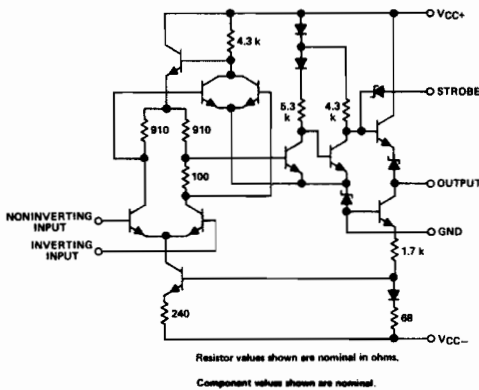 VCC+
4.3 k
STROBE
5.3
k
4.3
k
910
910
100
OUTPUT
NONINVERTING
INPUT
GND
INVERTING
INPUT
1.7 k
240
68
VCC−
Resistor values shown are nominal in ohms.
Component values shown are nominal.